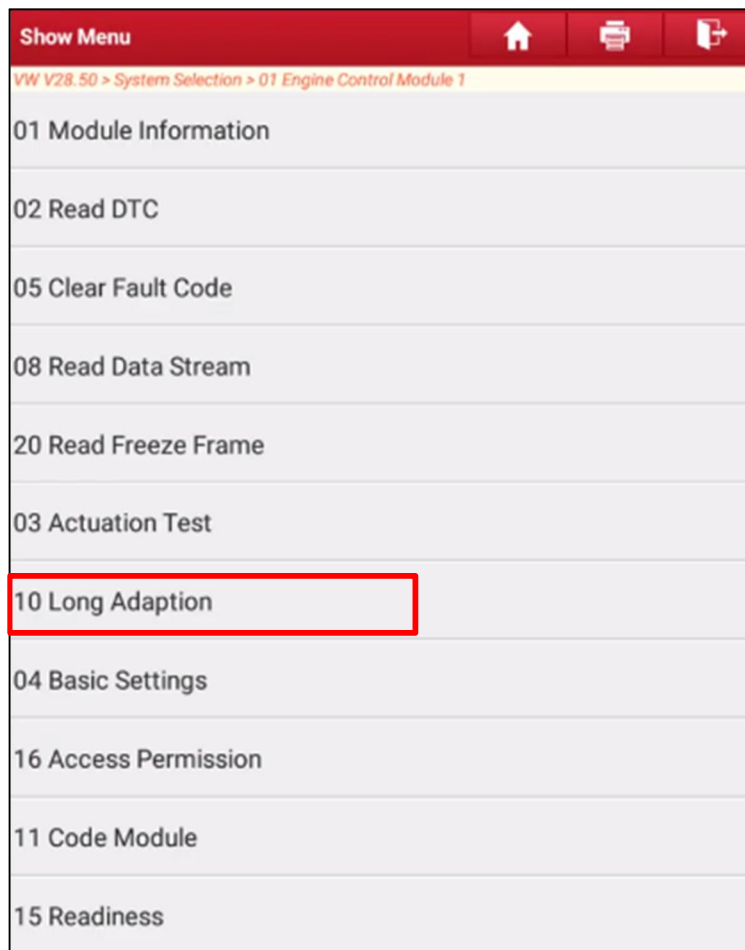 Show Menu
VW V28.50 > System Selection > 01 Engine Control Module 1
01 Module Information
02 Read DTC
05 Clear Fault Code
08 Read Data Stream
20 Read Freeze Frame
03 Actuation Test
10 Long Adaption
04 Basic Settings
16 Access Permission
11 Code Module
15 Readiness